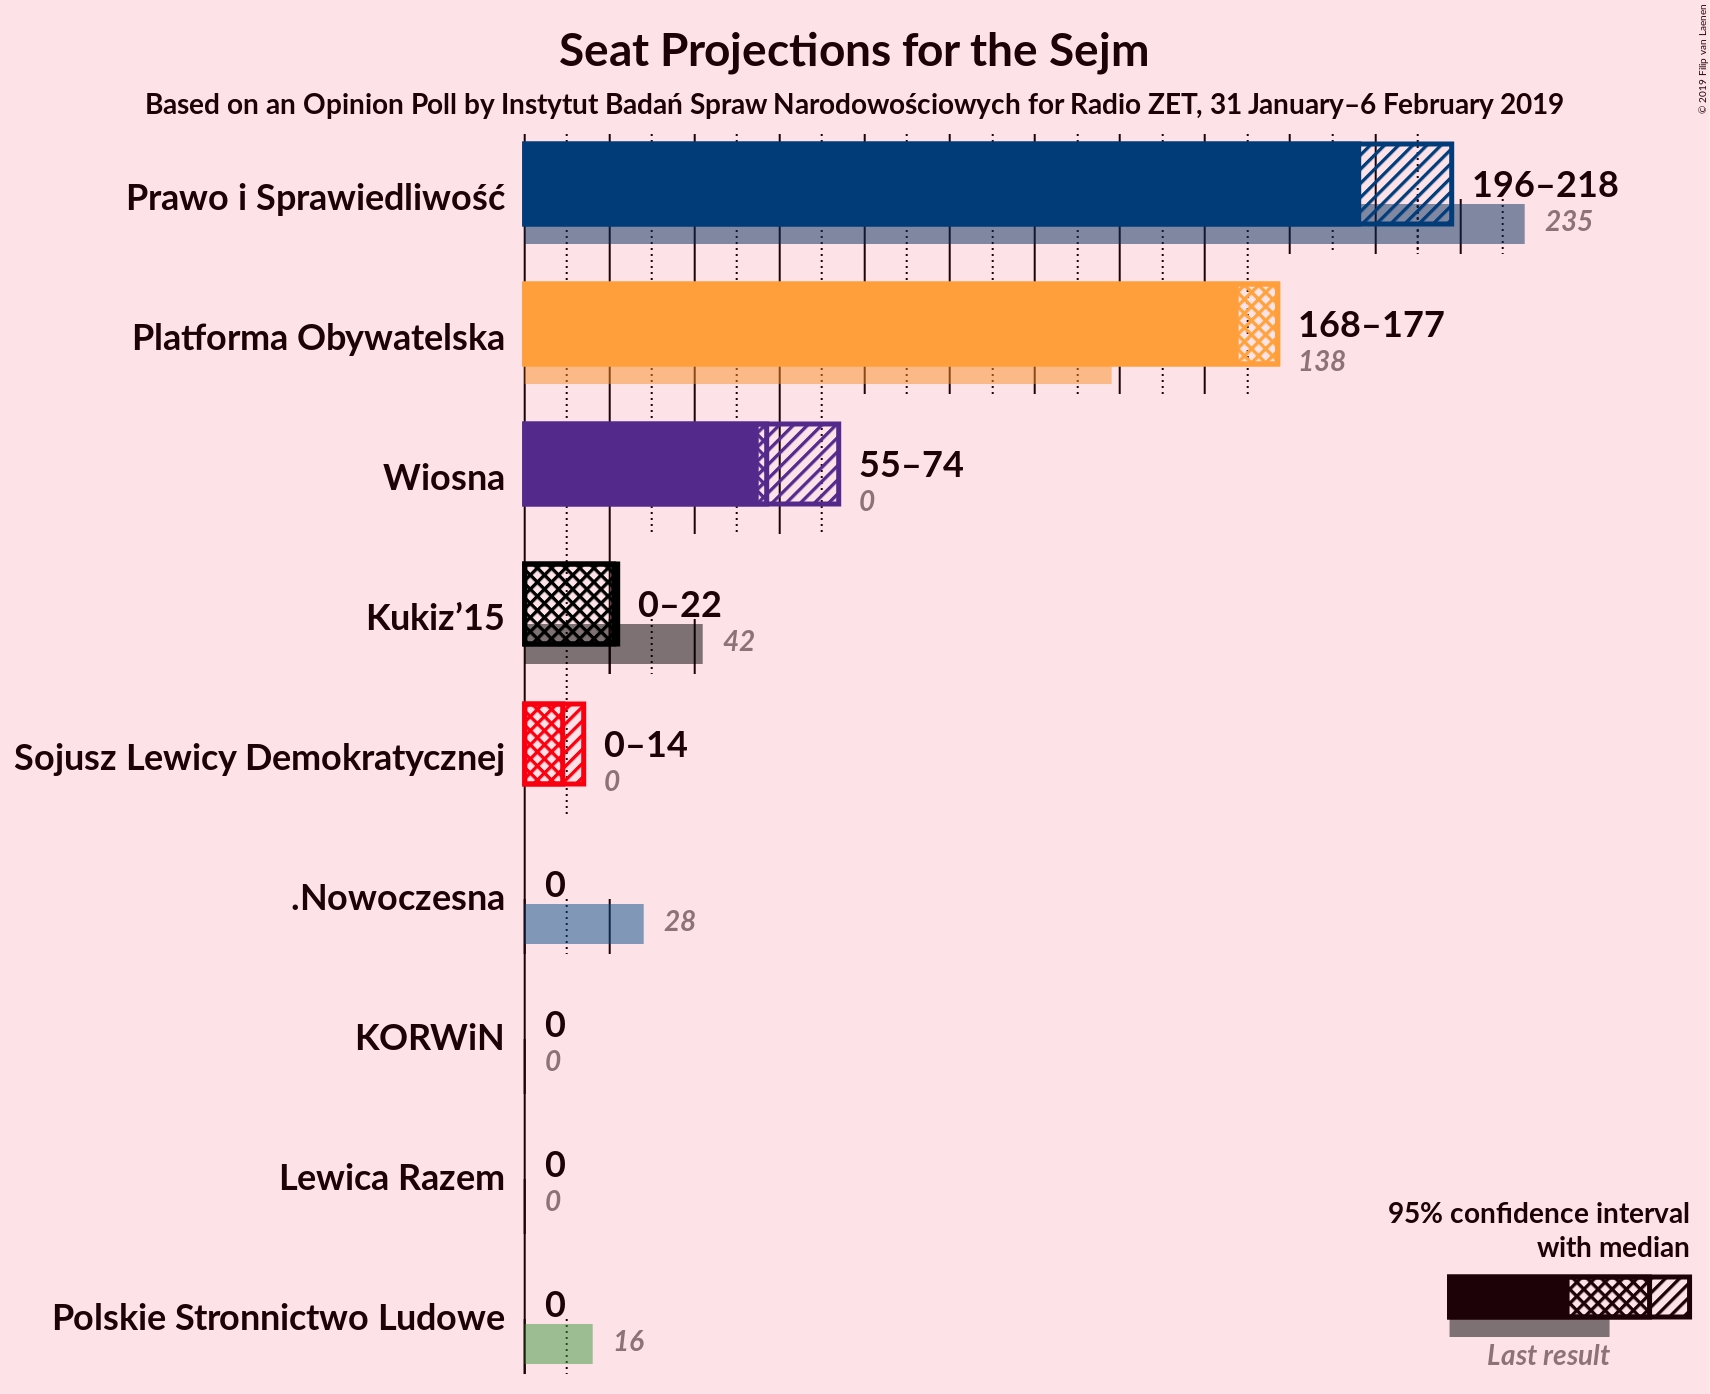 Seat Projections for the Sejm
Based on an Opinion Poll by Instytut Badań Spraw Narodowościowych for Radio ZET, 31 January–6 February 2019
© 2019 Filip van Laenen
Prawo i Sprawiedliwość
196–218
235
Platforma Obywatelska
168–177
138
Wiosna
55–74
0
Kukiz’15
0–22
42
Sojusz Lewicy Demokratycznej
0–14
0
.Nowoczesna
0
28
KORWiN
0
0
Lewica Razem
0
0
Polskie Stronnictwo Ludowe
0
16
95% confidence interval
with median
Last result